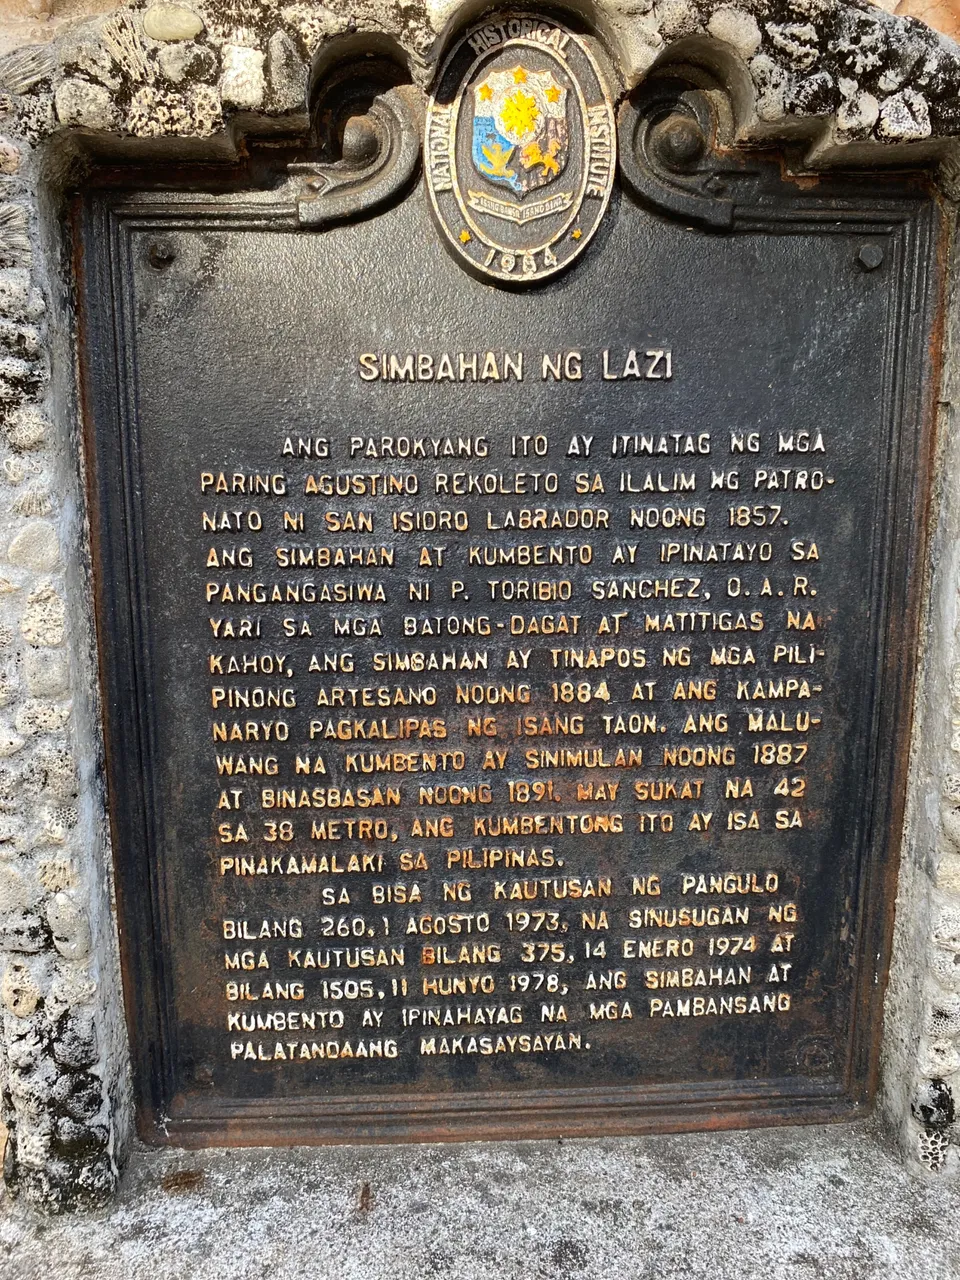 NATIONAL HISTORICAL INSTITUTE
ISANG BANSA ISANG DIWA
1984
SIMBAHAN NG LAZI
ANG PAROKYANG ITO AY ITINATAG NG MGA
PARING AGUSTINO REKOLETO SA ILALIM NG PATRO-
NATO NI SAN ISIDRO LABRADOR NOONG 1857.
ANG SIMBAHAN AT KUMBENTO AY IPINATAYO SA
PANGANGASIWA NI P. TORIBIO SANCHEZ, O.A.R.
YARI SA MGA BATONG-DAGAT AT MATITIGAS NA
KAHOY, ANG SIMBAHAN AY TINAPOS NG MGA PILI-
PINONG ARTESANO NOONG 1884 AT ANG KAMPA-
NARYO PAGKALIPAS NG ISANG TAON. ANG MALU-
WANG NA KUMBENTO AY SINIMULAN NOONG 1887
AT BINASBASAN NOONG 1891. MAY SUKAT NA 42
SA 38 METRO, ANG KUMBENTONG ITO AY ISA SA
PINAKAMALAKI SA PILIPINAS.
SA BISA NG KAUTUSAN NG PANGULO
BILANG 260, 1 AGOSTO 1973, NA SINUSUGAN NG
MGA KAUTUSAN BILANG 375, 14 ENERO 1974 AT
BILANG 1505, 11 HUNYO 1978, ANG SIMBAHAN AT
KUMBENTO AY IPINAHAYAG NA MGA PAMBANSANG
PALATANDAANG MAKASAYSAYAN.